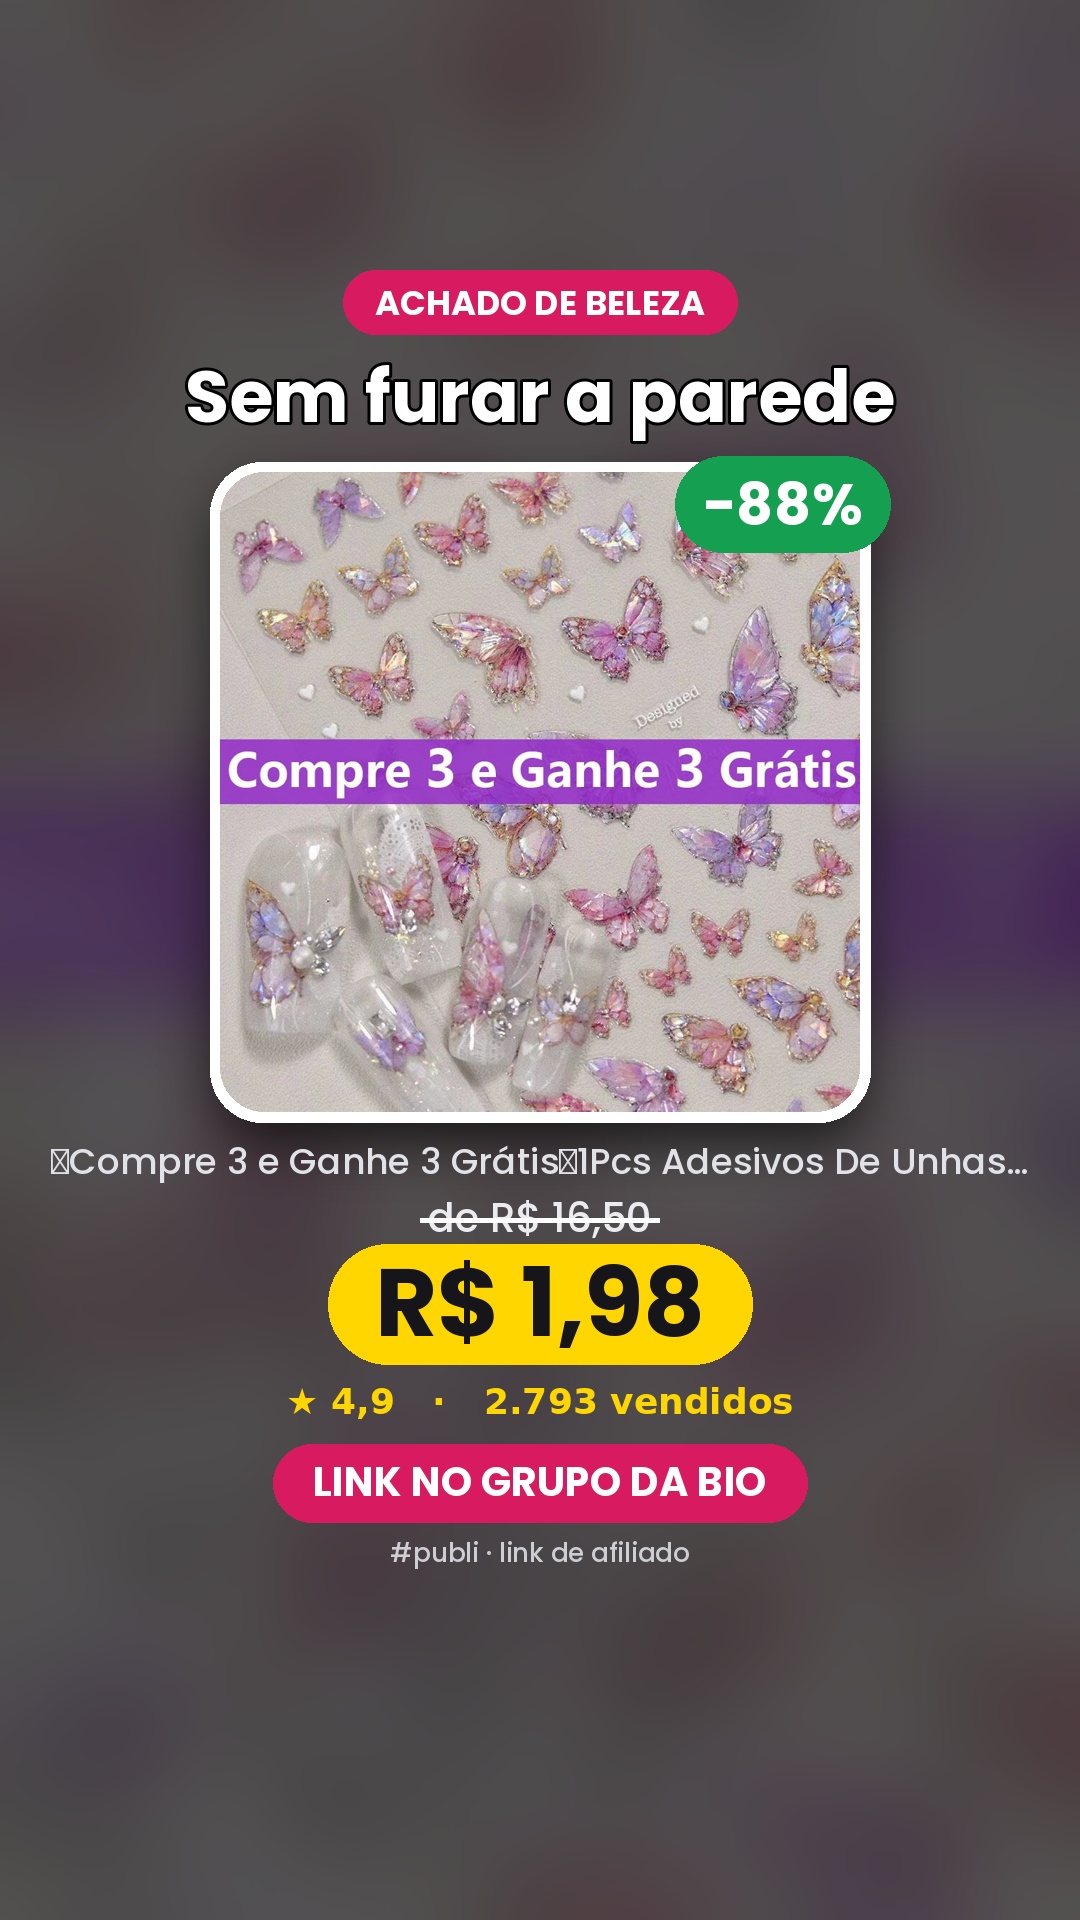 ACHADO DE BELEZA
Sem furar a parede
-88%
Designed
by
Compre 3 e Ganhe 3 Grátis
Compre 3 e Ganhe 3 Grátis 1Pcs Adesivos De Unhas...
de R$ 16,50
R$ 1,98
★ 4,9 · 2.793 vendidos
LINK NO GRUPO DA BIO
#publi · link de afiliado